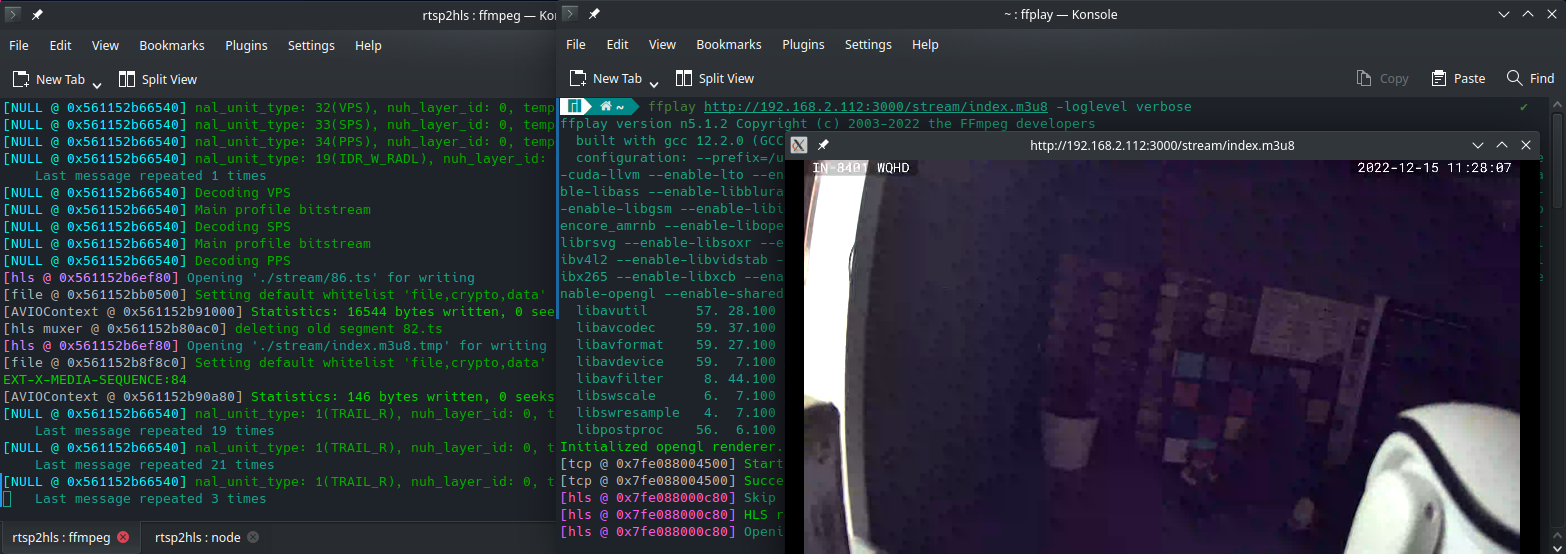 rtsp2hls : ffmpeg — Ko
File Edit View Bookmarks Plugins Settings Help
New Tab Split View
[NULL @ 0x561152b66540] nal_unit_type: 32(VPS), nuh_layer_id: 0, temp
[NULL @ 0x561152b66540] nal_unit_type: 33(SPS), nuh_layer_id: 0, temp
[NULL @ 0x561152b66540] nal_unit_type: 34(PPS), nuh_layer_id: 0, temp
[NULL @ 0x561152b66540] nal_unit_type: 19(IDR_W_RADL), nuh_layer_id:
Last message repeated 1 times
[NULL @ 0x561152b66540] Decoding VPS
[NULL @ 0x561152b66540] Main profile bitstream
[NULL @ 0x561152b66540] Decoding SPS
[NULL @ 0x561152b66540] Main profile bitstream
[NULL @ 0x561152b66540] Decoding PPS
[hls @ 0x561152b6ef80] Opening './stream/86.ts' for writing
[file @ 0x561152bb0500] Setting default whitelist 'file,crypto,data'
[AVIOContext @ 0x561152b91000] Statistics: 16544 bytes written, 0 see
[hls muxer @ 0x561152b80ac0] deleting old segment 82.ts
[hls @ 0x561152b6ef80] Opening './stream/index.m3u8.tmp' for writing
[file @ 0x561152b8f8c0] Setting default whitelist 'file,crypto,data'
EXT-X-MEDIA-SEQUENCE:84
[AVIOContext @ 0x561152b90a80] Statistics: 146 bytes written, 0 seeks
[NULL @ 0x561152b66540] nal_unit_type: 1(TRAIL_R), nuh_layer_id: 0, t
Last message repeated 19 times
[NULL @ 0x561152b66540] nal_unit_type: 1(TRAIL_R), nuh_layer_id: 0, t
Last message repeated 21 times
[NULL @ 0x561152b66540] nal_unit_type: 1(TRAIL_R), nuh_layer_id: 0, t
Last message repeated 3 times
rtsp2hls : ffmpeg rtsp2hls : node
~ : ffplay — Konsole
File Edit View Bookmarks Plugins Settings Help
New Tab Split View Copy Paste Find
~ ffplay http://192.168.2.112:3000/stream/index.m3u8 -loglevel verbose ✔
ffplay version n5.1.2 Copyright (c) 2003-2022 the FFmpeg developers
built with gcc 12.2.0 (GCC
configuration: --prefix=/u
-cuda-llvm --enable-lto --en
ble-libass --enable-libblura
-enable-libgsm --enable-libi
encore_amrnb --enable-libope
librsvg --enable-libsoxr --e
ibv4l2 --enable-libvidstab -
ibx265 --enable-libxcb --ena
nable-opengl --enable-shared
libavutil 57. 28.100
libavcodec 59. 37.100
libavformat 59. 27.100
libavdevice 59. 7.100
libavfilter 8. 44.100
libswscale 6. 7.100
libswresample 4. 7.100
libpostproc 56. 6.100
Initialized opengl renderer.
[tcp @ 0x7fe088004500] Start
[tcp @ 0x7fe088004500] Succe
[hls @ 0x7fe088000c80] Skip
[hls @ 0x7fe088000c80] HLS r
[hls @ 0x7fe088000c80] Openi
http://192.168.2.112:3000/stream/index.m3u8
IN-8401 WQHD 2022-12-15 11:28:07